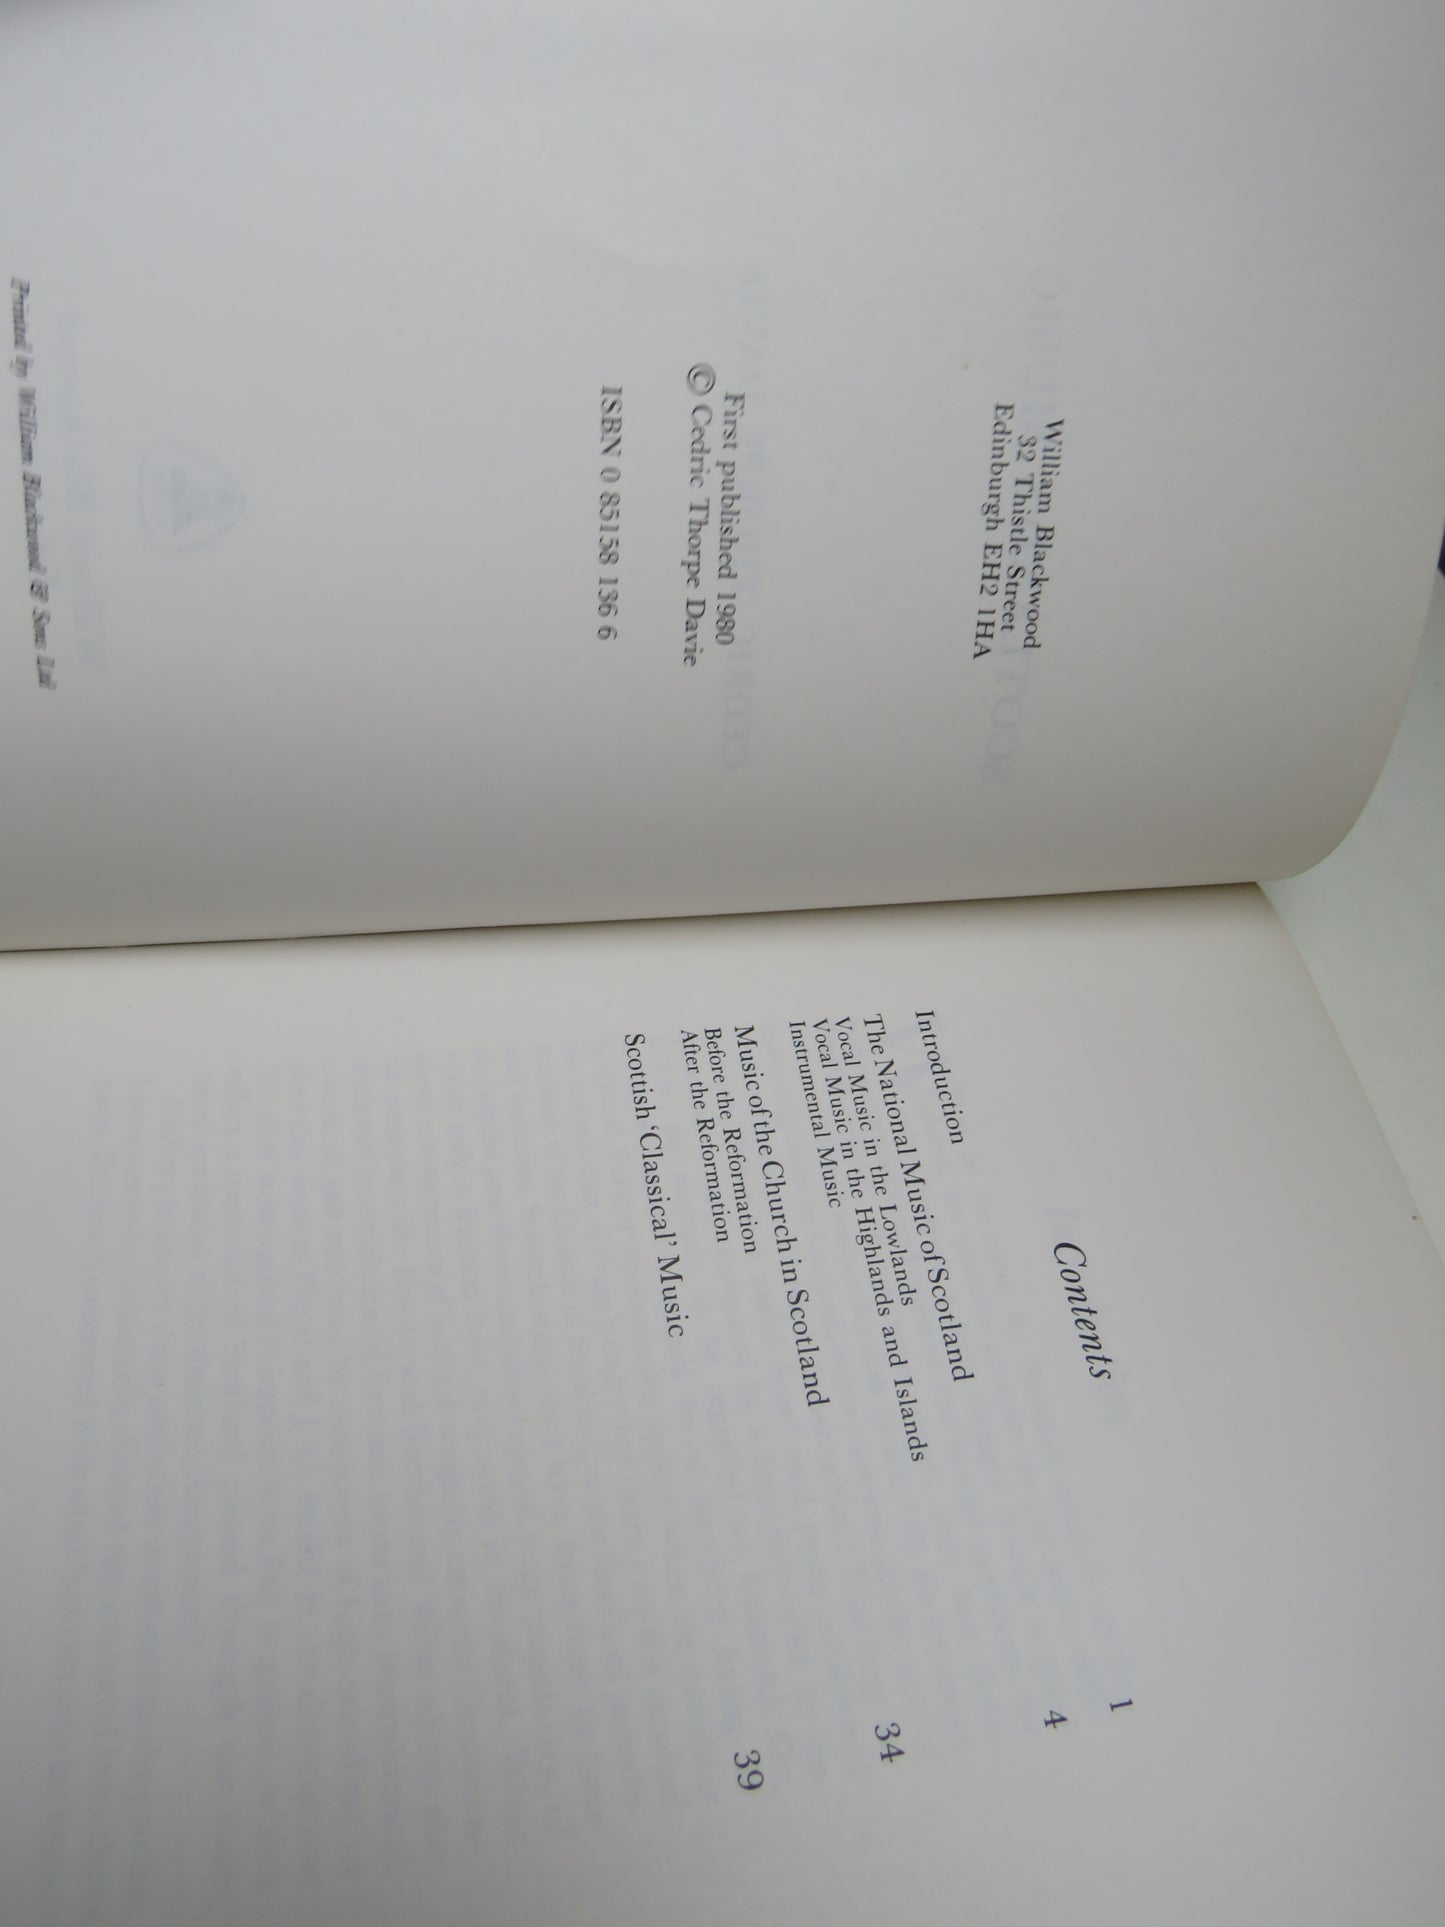 William Blackwood
32 Thistle Street
Edinburgh EH2 1HA
First published 1980
© Cedric Thorpe Davie
ISBN 0 85158 136 6
Printed by William Blackwood & Sons Ltd
Contents
Introduction 1
The National Music of Scotland 4
Vocal Music in the Lowlands
Vocal Music in the Highlands and Islands
Instrumental Music
Music of the Church in Scotland 34
Before the Reformation
After the Reformation
Scottish ‘Classical’ Music 39